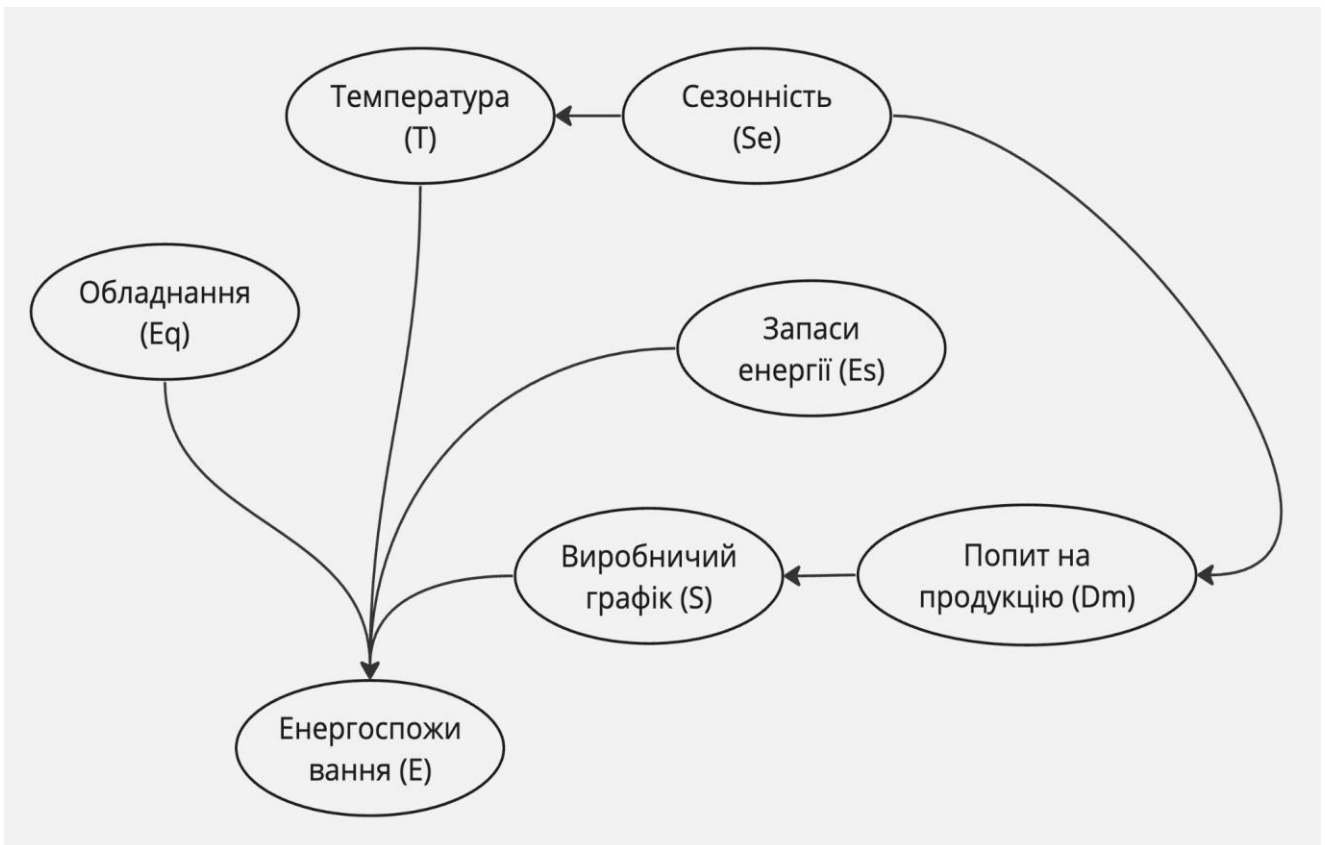 Температура
(T)
Сезонність
(Se)
Обладнання
(Eq)
Запаси
енергії (Es)
Виробничий
графік (S)
Попит на
продукцію (Dm)
Енергоспожи
вання (E)